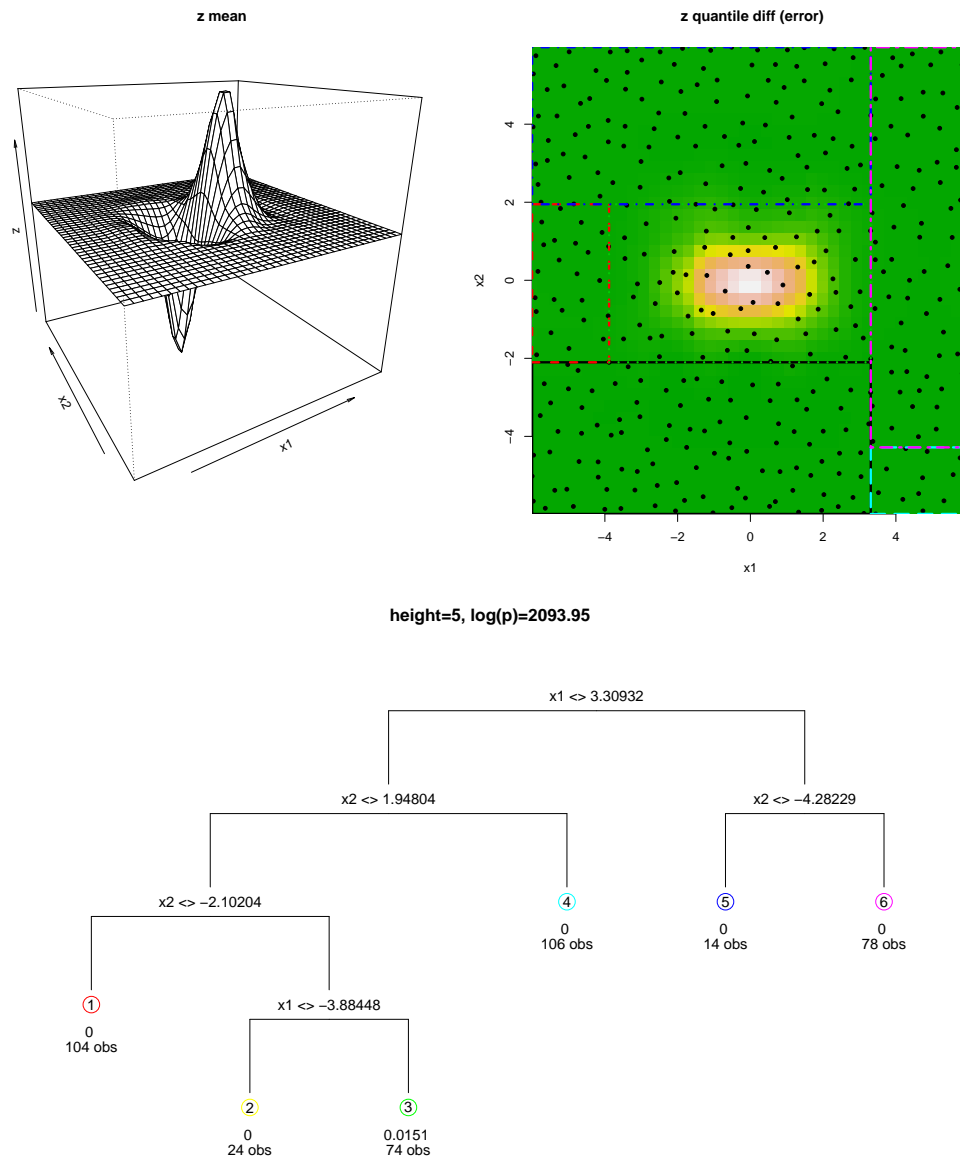 z mean
z quantile diff (error)
z
x2
x1
x2
4
2
0
−2
−4
−4
−2
0
2
4
x1
height=5, log(p)=2093.95
x1 <> 3.30932
x2 <> 1.94804
x2 <> −4.28229
x2 <> −2.10204
4
0
106 obs
5
0
14 obs
6
0
78 obs
1
0
104 obs
x1 <> −3.88448
2
0
24 obs
3
0.0151
74 obs